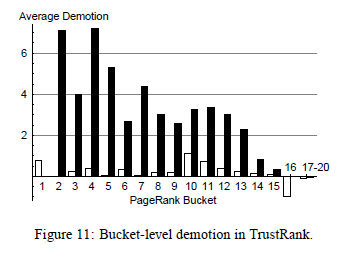 Average Demotion
6
4
2
16 17-20
1 2 3 4 5 6 7 8 9 10 11 12 13 14 15
PageRank Bucket
Figure 11: Bucket-level demotion in TrustRank.